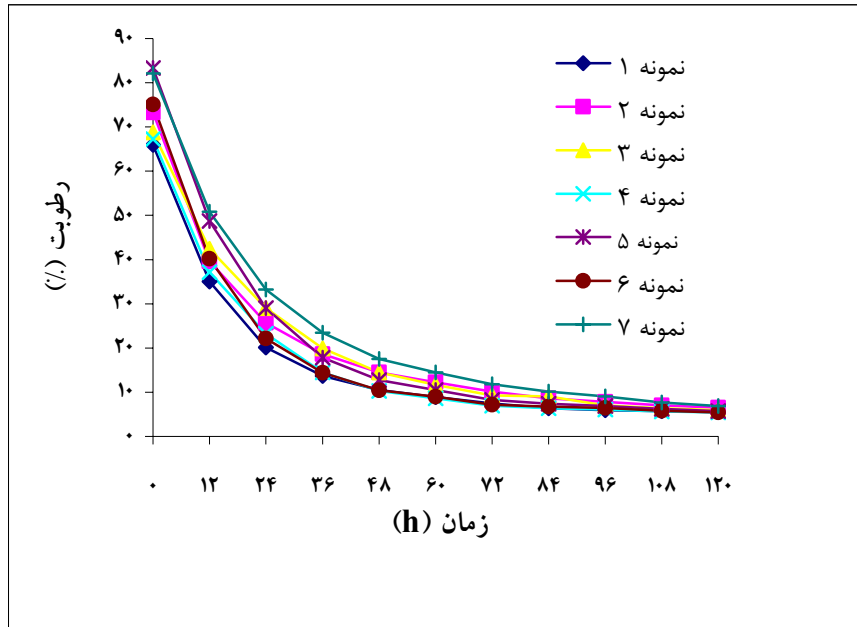 ۹۰
۸۰
۷۰
۶۰
۵۰
۴۰
۳۰
۲۰
۱۰
۰
رطوبت (٪)
نمونه ۱
نمونه ۲
نمونه ۳
نمونه ۴
نمونه ۵
نمونه ۶
نمونه ۷
۰ ۱۲ ۲۴ ۳۶ ۴۸ ۶۰ ۷۲ ۸۴ ۹۶ ۱۰۸ ۱۲۰
زمان (h)